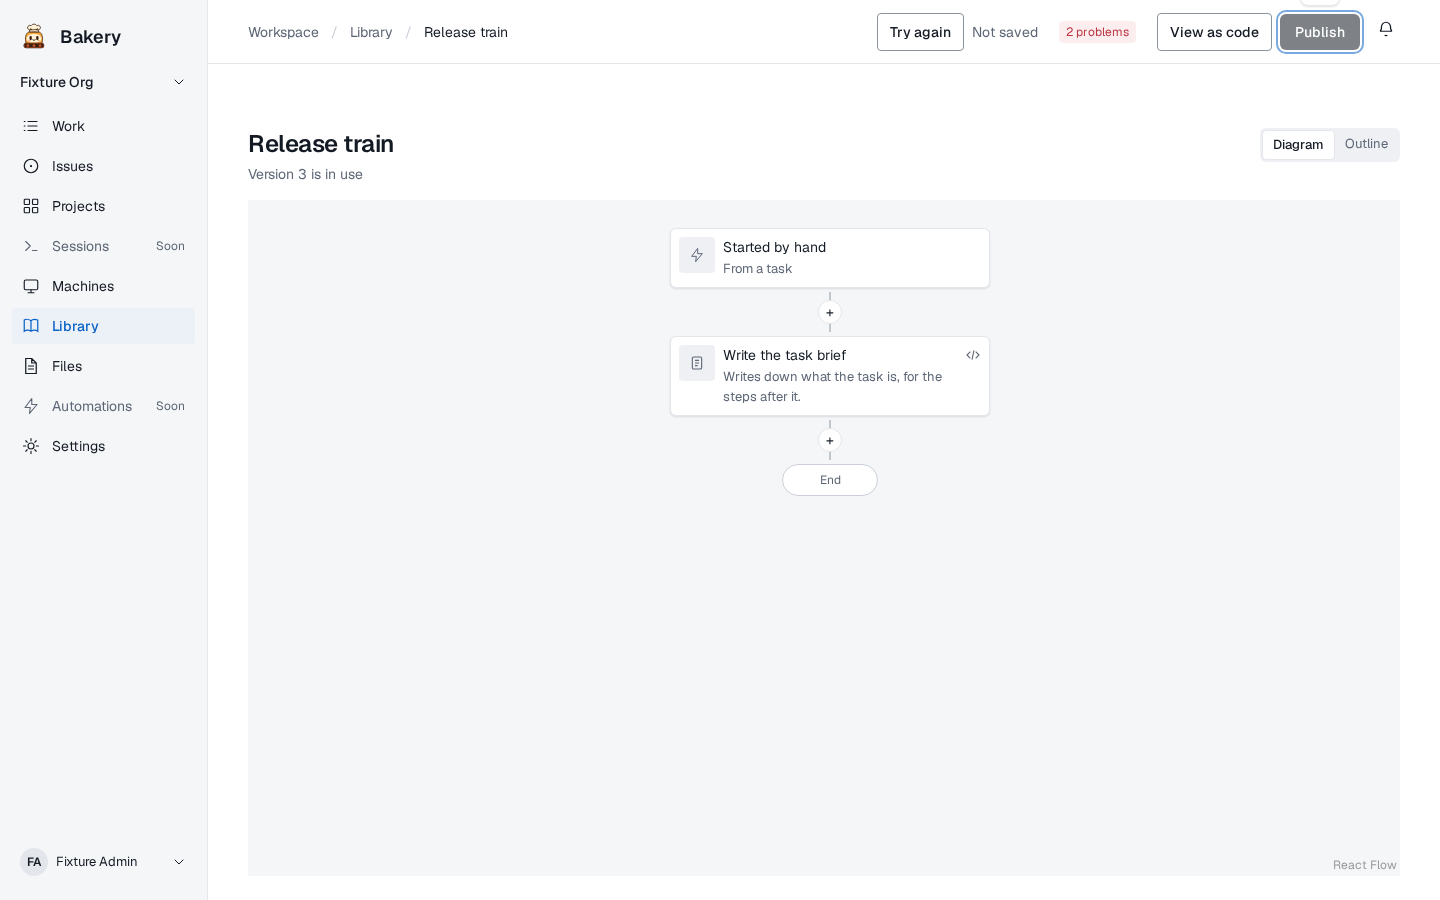 Bakery
Fixture Org
Work
Issues
Projects
Sessions Soon
Machines
Library
Files
Automations Soon
Settings
FA Fixture Admin
Workspace / Library / Release train
Try again Not saved 2 problems View as code Publish
Release train
Version 3 is in use
Diagram Outline
Started by hand
From a task
+
Write the task brief
Writes down what the task is, for the
steps after it.
+
End
React Flow